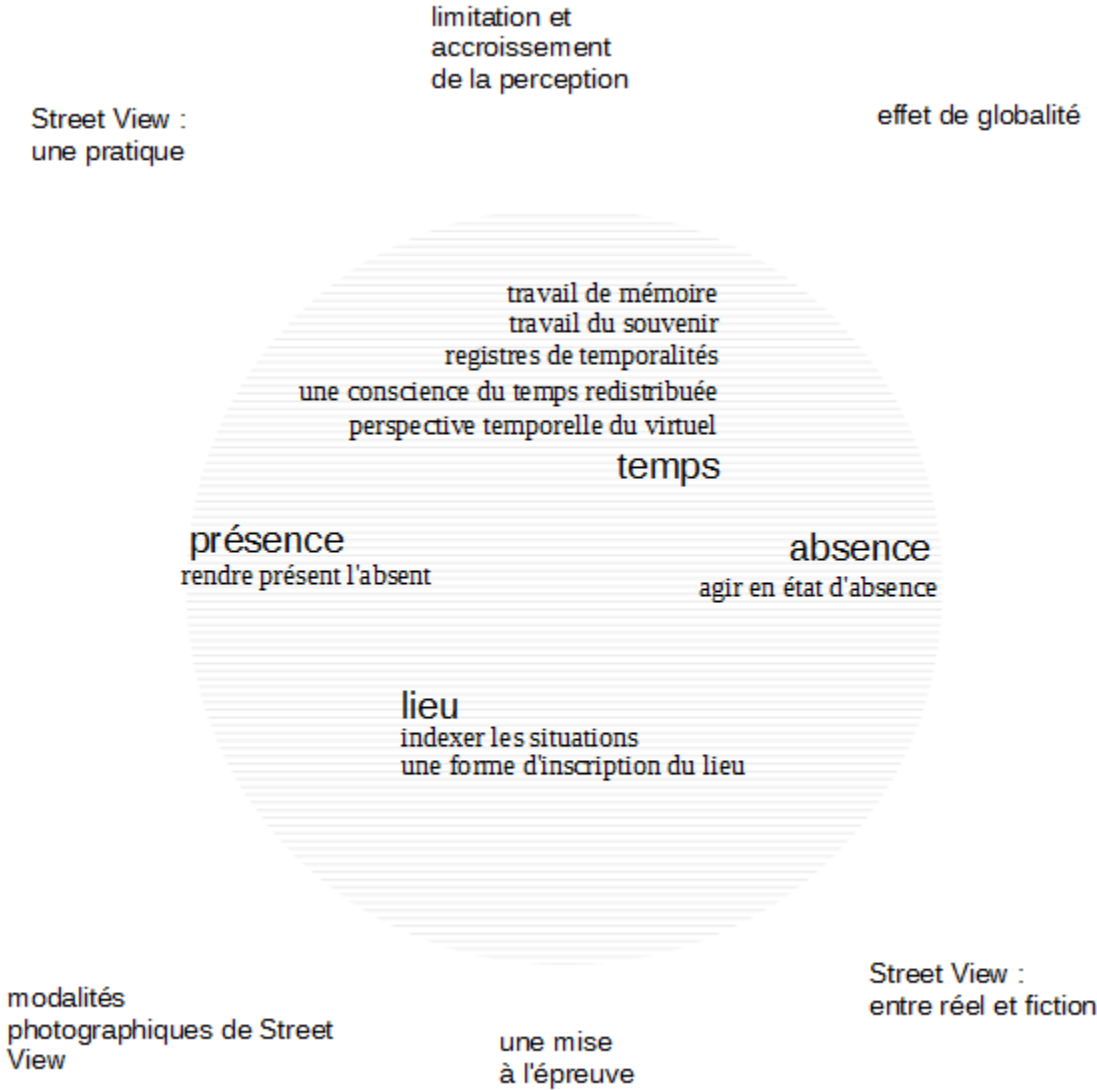 limitation et
accroissement
de la perception
Street View :
une pratique
effet de globalité
travail de mémoire
travail du souvenir
registres de temporalités
une conscience du temps redistribuée
perspective temporelle du virtuel
temps
présence
rendre présent l'absent
absence
agir en état d'absence
lieu
indexer les situations
une forme d'inscription du lieu
modalités
photographiques de Street
View
une mise
à l'épreuve
Street View :
entre réel et fiction